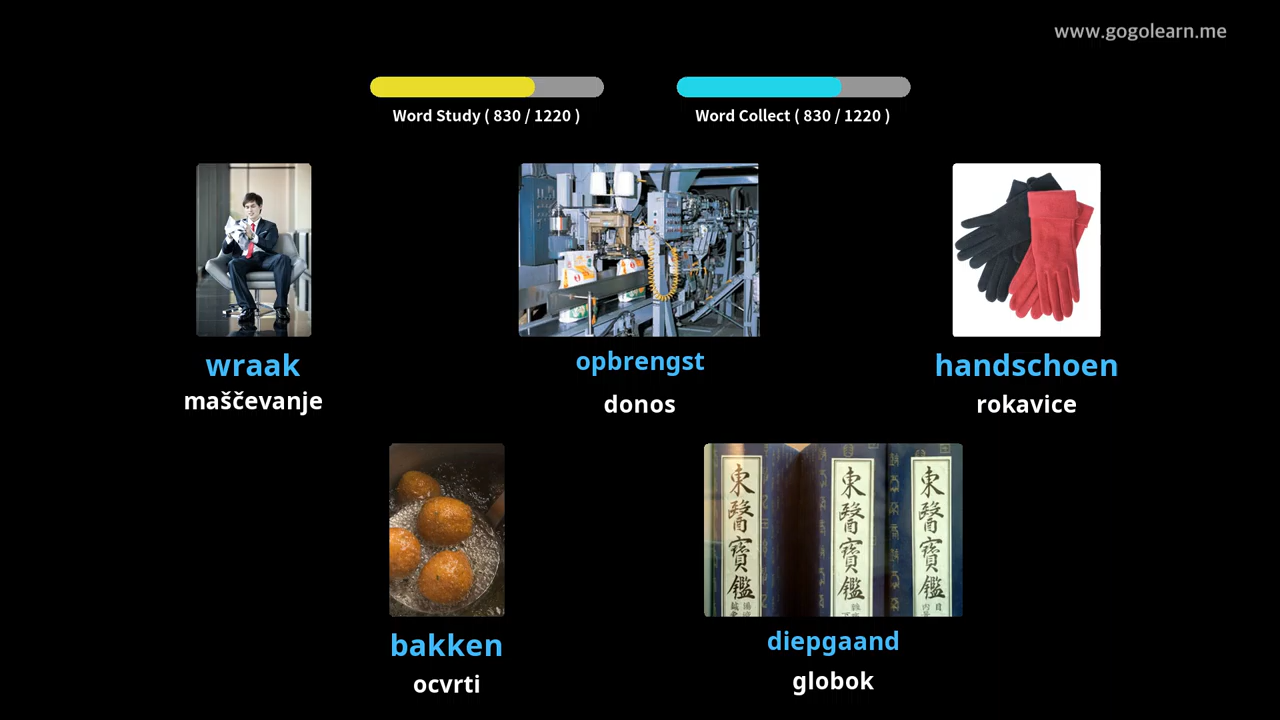 www.gogolearn.me
Word Study ( 830 / 1220 )
Word Collect ( 830 / 1220 )
wraak
maščevanje
opbrengst
donos
handschoen
rokavice
東醫寶鑑
東醫寶鑑
東醫寶鑑
bakken
ocvrti
diepgaand
globok